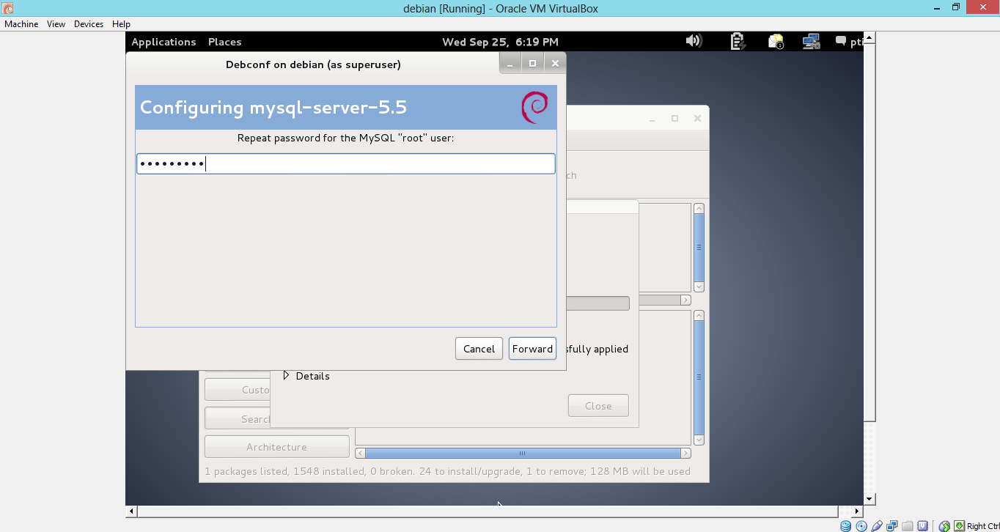 debian [Running] - Oracle VM VirtualBox
Machine View Devices Help
Applications Places Wed Sep 25, 6:19 PM pti
Debconf on debian (as superuser)
Configuring mysql-server-5.5
Repeat password for the MySQL "root" user:
•••••••••
ch
Cancel Forward
sfully applied
Details
Custo
Close
Searc
Architecture
1 packages listed, 1548 installed, 0 broken. 24 to install/upgrade, 1 to remove; 128 MB will be used
Right Ctrl